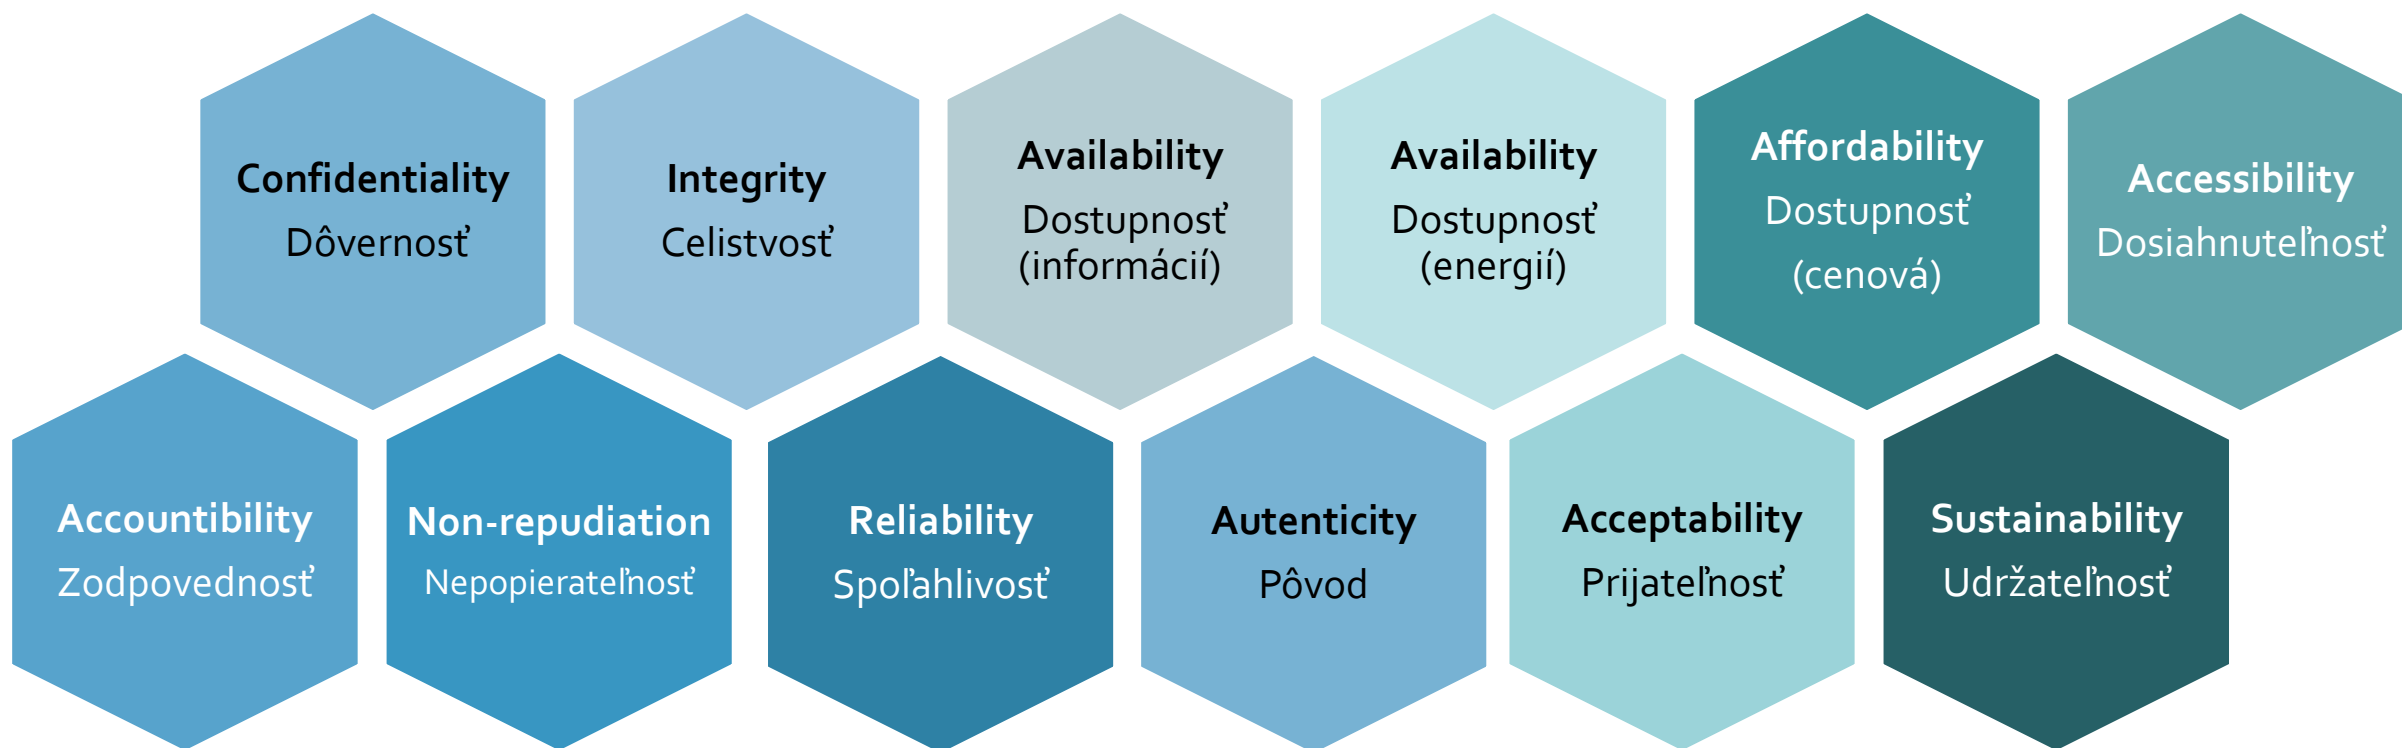 Confidentiality
Dôvernosť
Integrity
Celistvosť
Availability
Dostupnosť
(informácií)
Availability
Dostupnosť
(energií)
Affordability
Dostupnosť
(cenová)
Accessibility
Dosiahnuteľnosť
Accountibility
Zodpovednosť
Non-repudiation
Nepopierateľnosť
Reliability
Spoľahlivosť
Autenticity
Pôvod
Acceptability
Prijateľnosť
Sustainability
Udržateľnosť